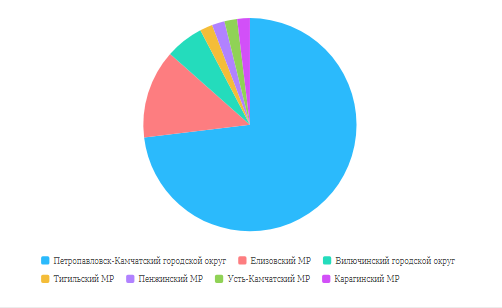 Петропавловск-Камчатский городской округ Елизовский МР Вилючинский городской округ
Тигильский МР Пенжинский МР Усть-Камчатский МР Карагинский МР